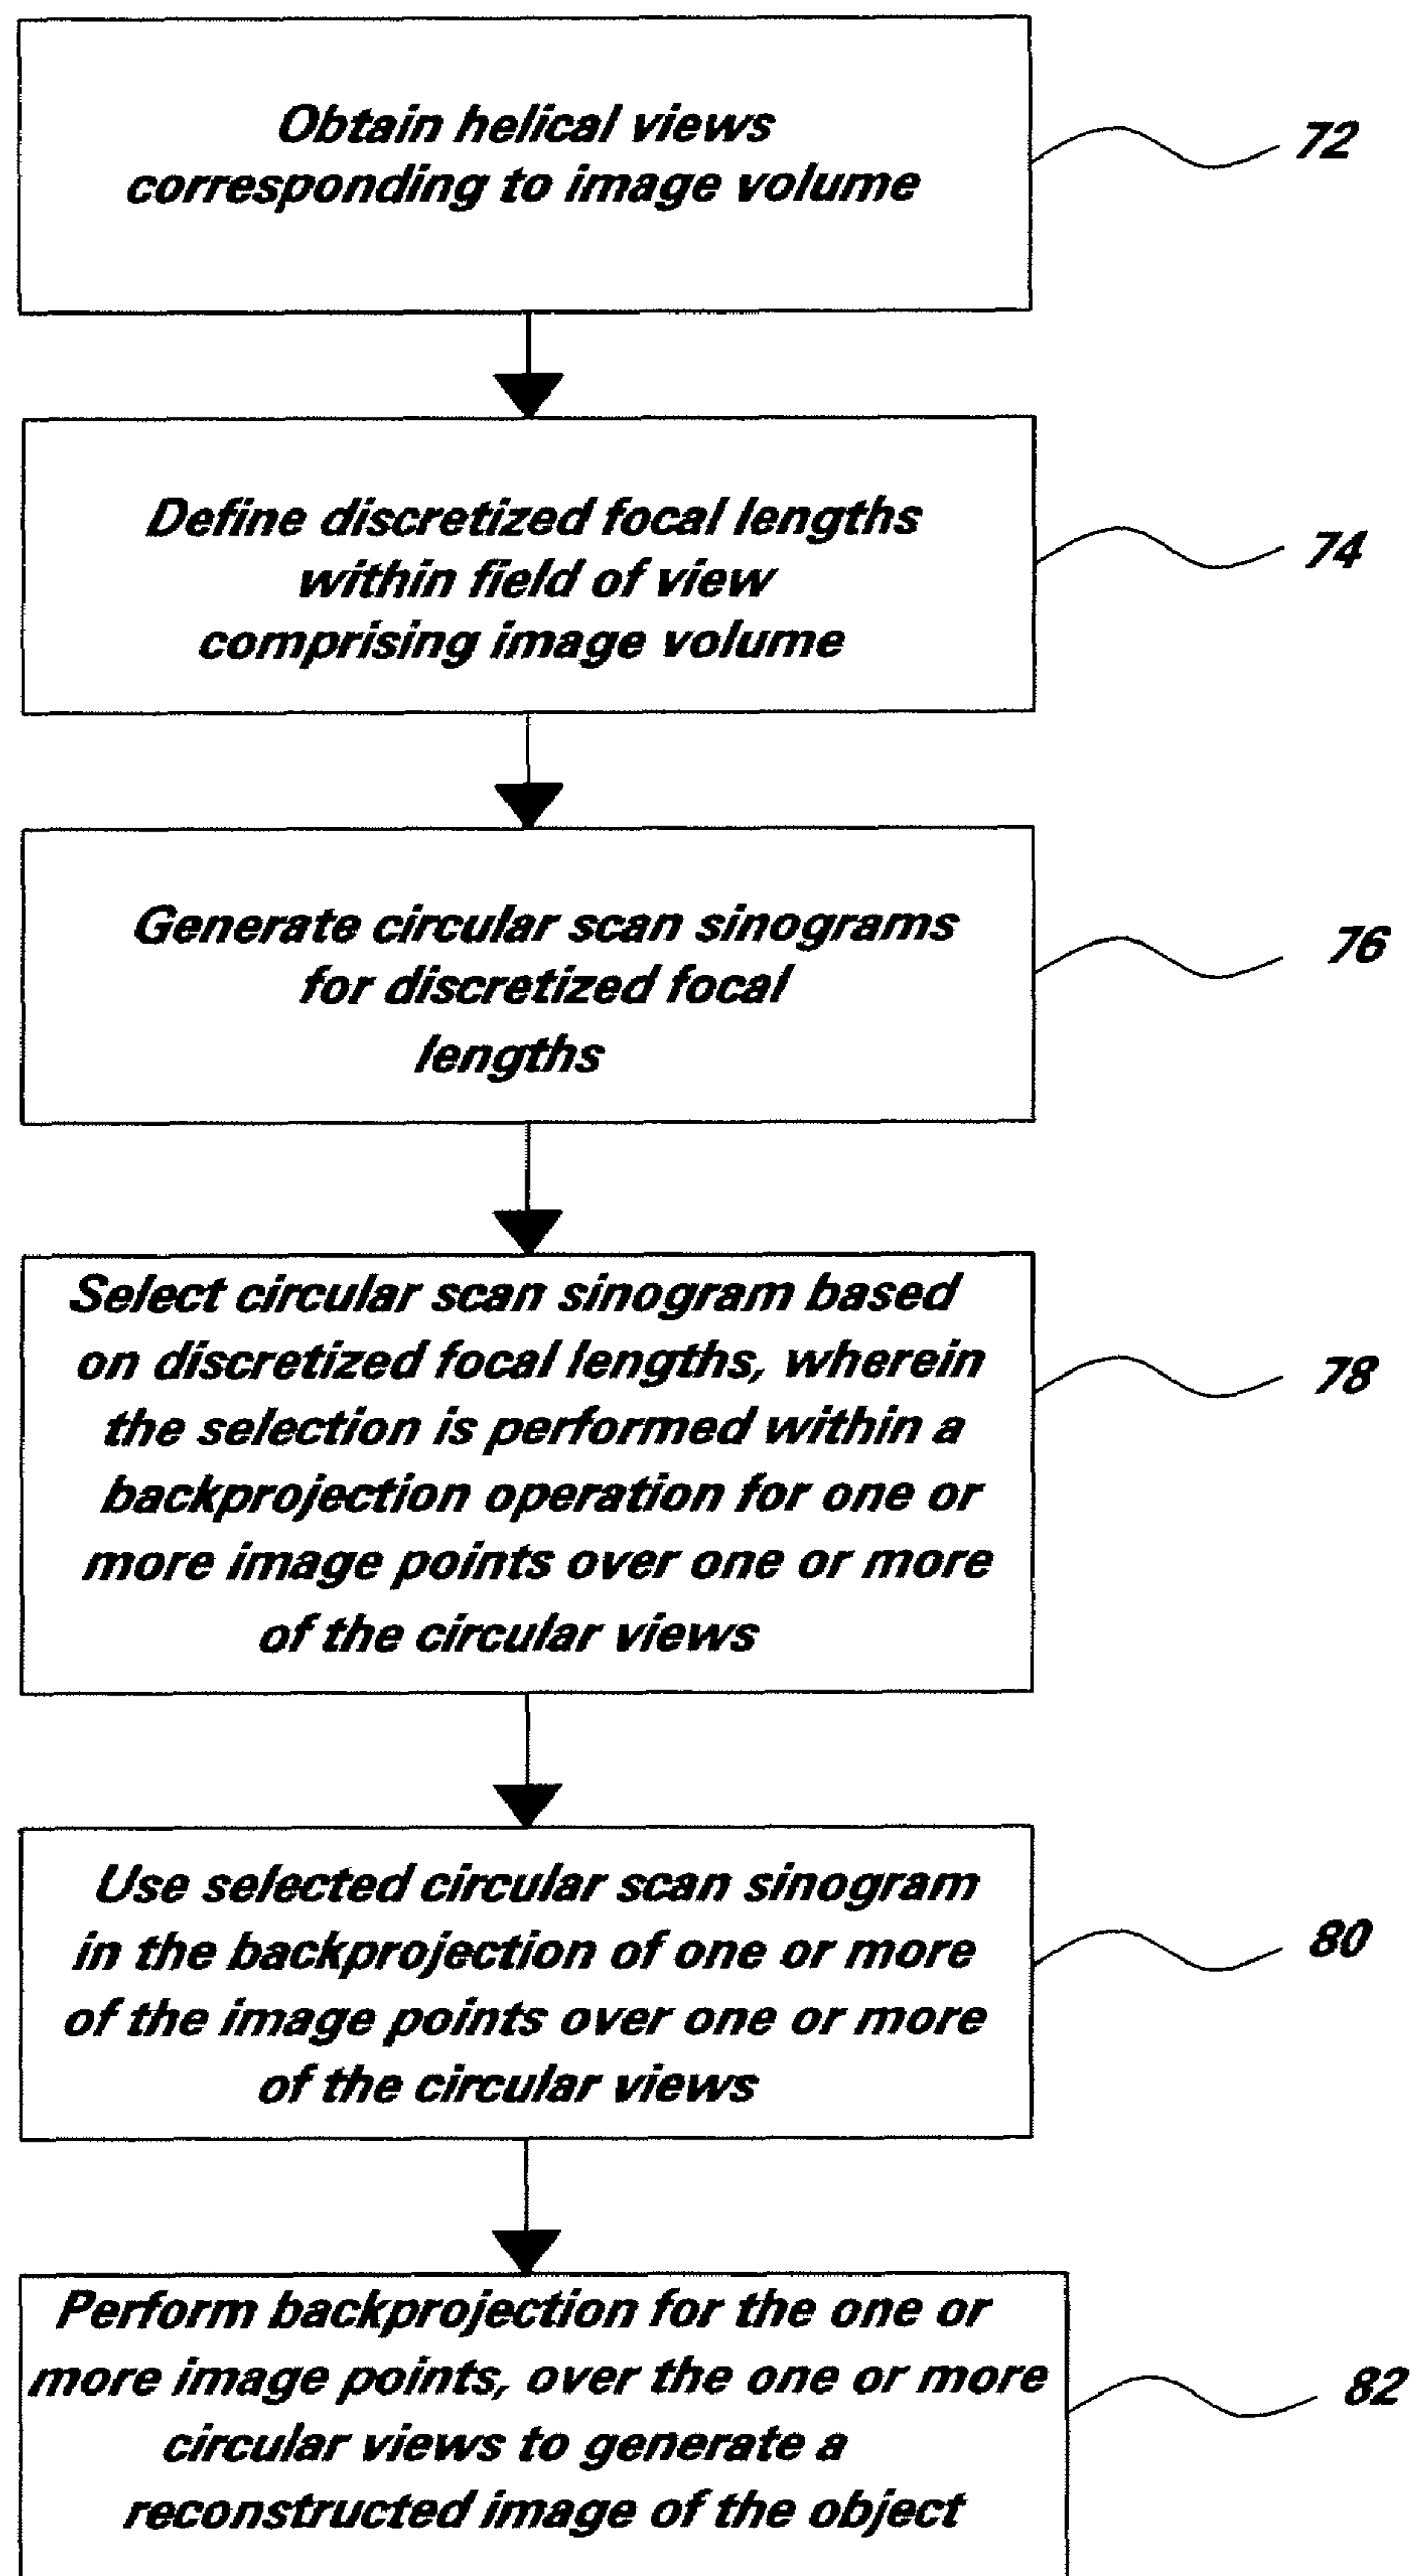 Obtain helical views
corresponding to image volume
72
Define discretized focal lengths
within field of view
comprising image volume
74
Generate circular scan sinograms
for discretized focal
lengths
76
Select circular scan sinogram based
on discretized focal lengths, wherein
the selection is performed within a
backprojection operation for one or
more image points over one or more
of the circular views
78
Use selected circular scan sinogram
in the backprojection of one or more
of the image points over one or more
of the circular views
80
Perform backprojection for the one or
more image points, over the one or more
circular views to generate a
reconstructed image of the object
82